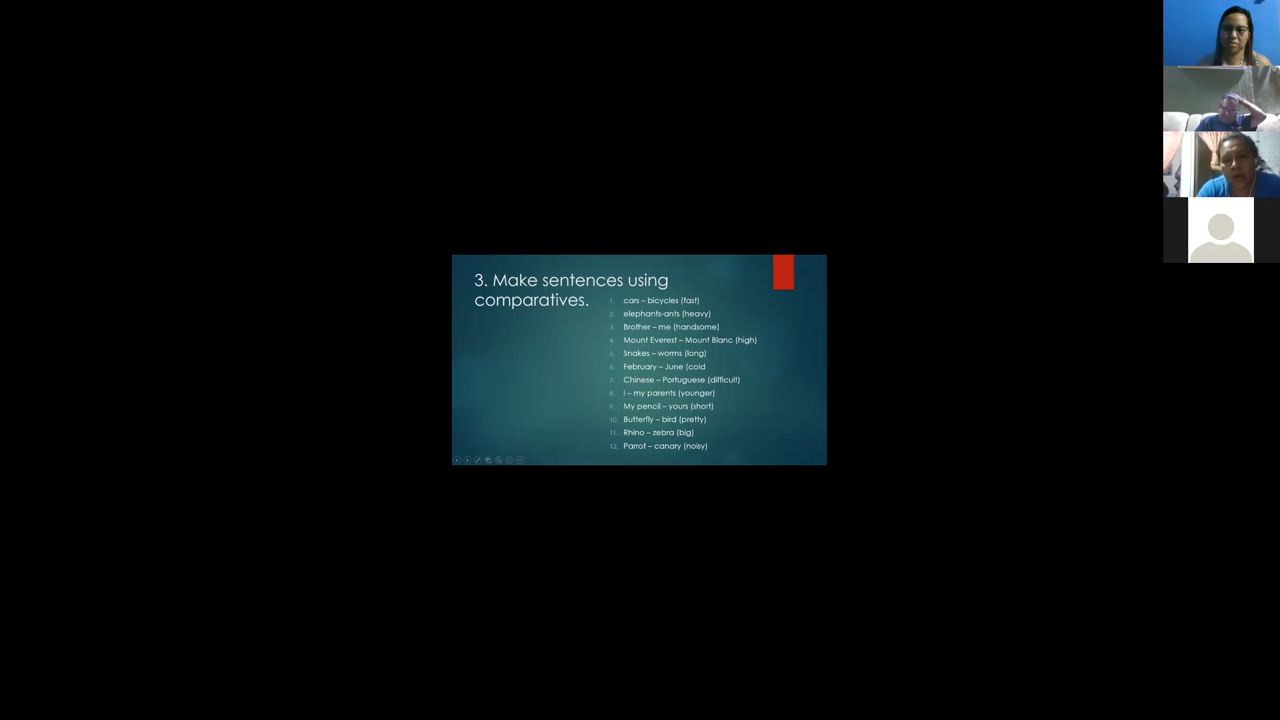 3. Make sentences using
comparatives.
1. cars – bicycles (fast)
2. elephants-ants (heavy)
3. Brother – me (handsome)
4. Mount Everest – Mount Blanc (high)
5. Snakes – worms (long)
6. February – June (cold
7. Chinese – Portuguese (difficult)
8. I – my parents (younger)
9. My pencil – yours (short)
10. Butterfly – bird (pretty)
11. Rhino – zebra (big)
12. Parrot – canary (noisy)